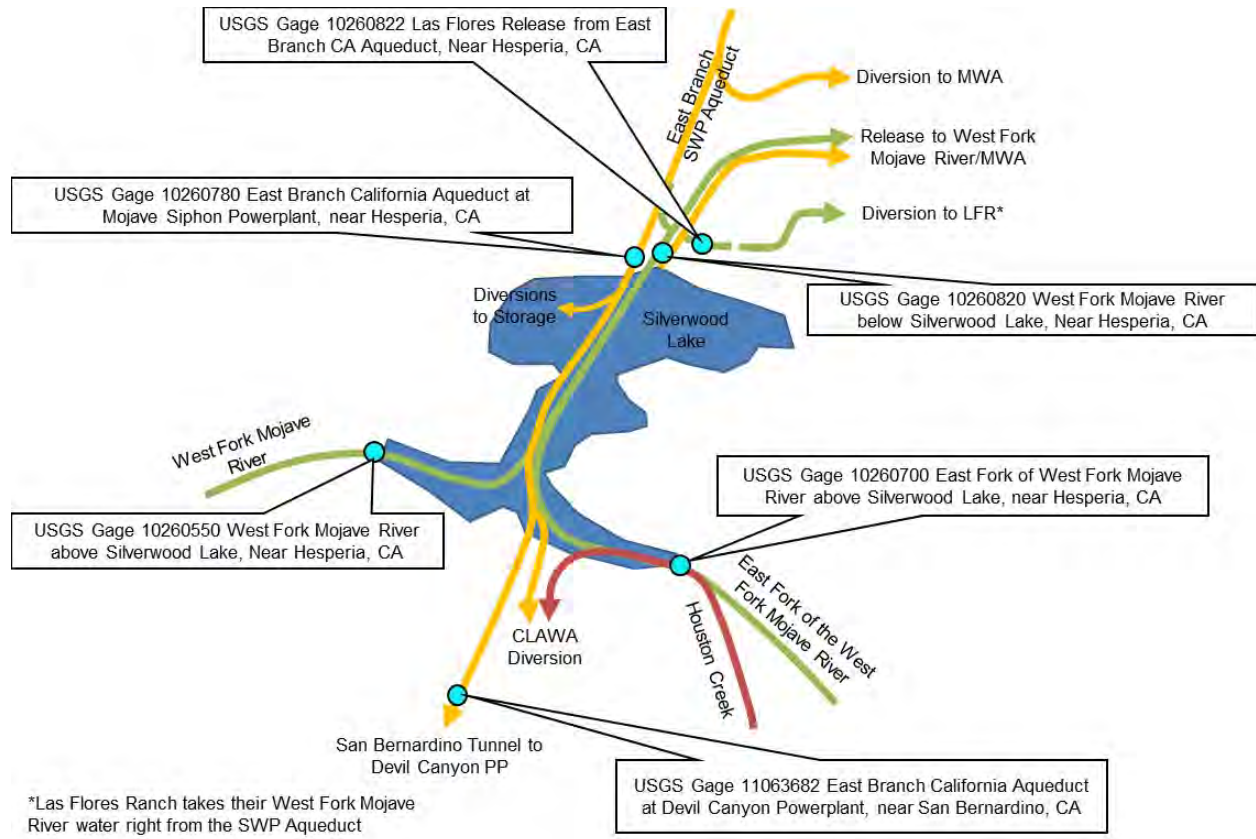 USGS Gage 10260822 Las Flores Release from East
Branch CA Aqueduct, Near Hesperia, CA
East Branch
SWP Aqueduct
Diversion to MWA
Release to West Fork
Mojave River/MWA
USGS Gage 10260780 East Branch California Aqueduct at
Mojave Siphon Powerplant, near Hesperia, CA
Diversion to LFR*
Diversions
to Storage
Silverwood
Lake
USGS Gage 10260820 West Fork Mojave River
below Silverwood Lake, Near Hesperia, CA
West Fork Mojave
River
USGS Gage 10260700 East Fork of West Fork Mojave
River above Silverwood Lake, near Hesperia, CA
USGS Gage 10260550 West Fork Mojave River
above Silverwood Lake, Near Hesperia, CA
East Fork of the West
Fork Mojave River
Houston Creek
CLAWA
Diversion
San Bernardino Tunnel to
Devil Canyon PP
USGS Gage 11063682 East Branch California Aqueduct
at Devil Canyon Powerplant, near San Bernardino, CA
*Las Flores Ranch takes their West Fork Mojave
River water right from the SWP Aqueduct